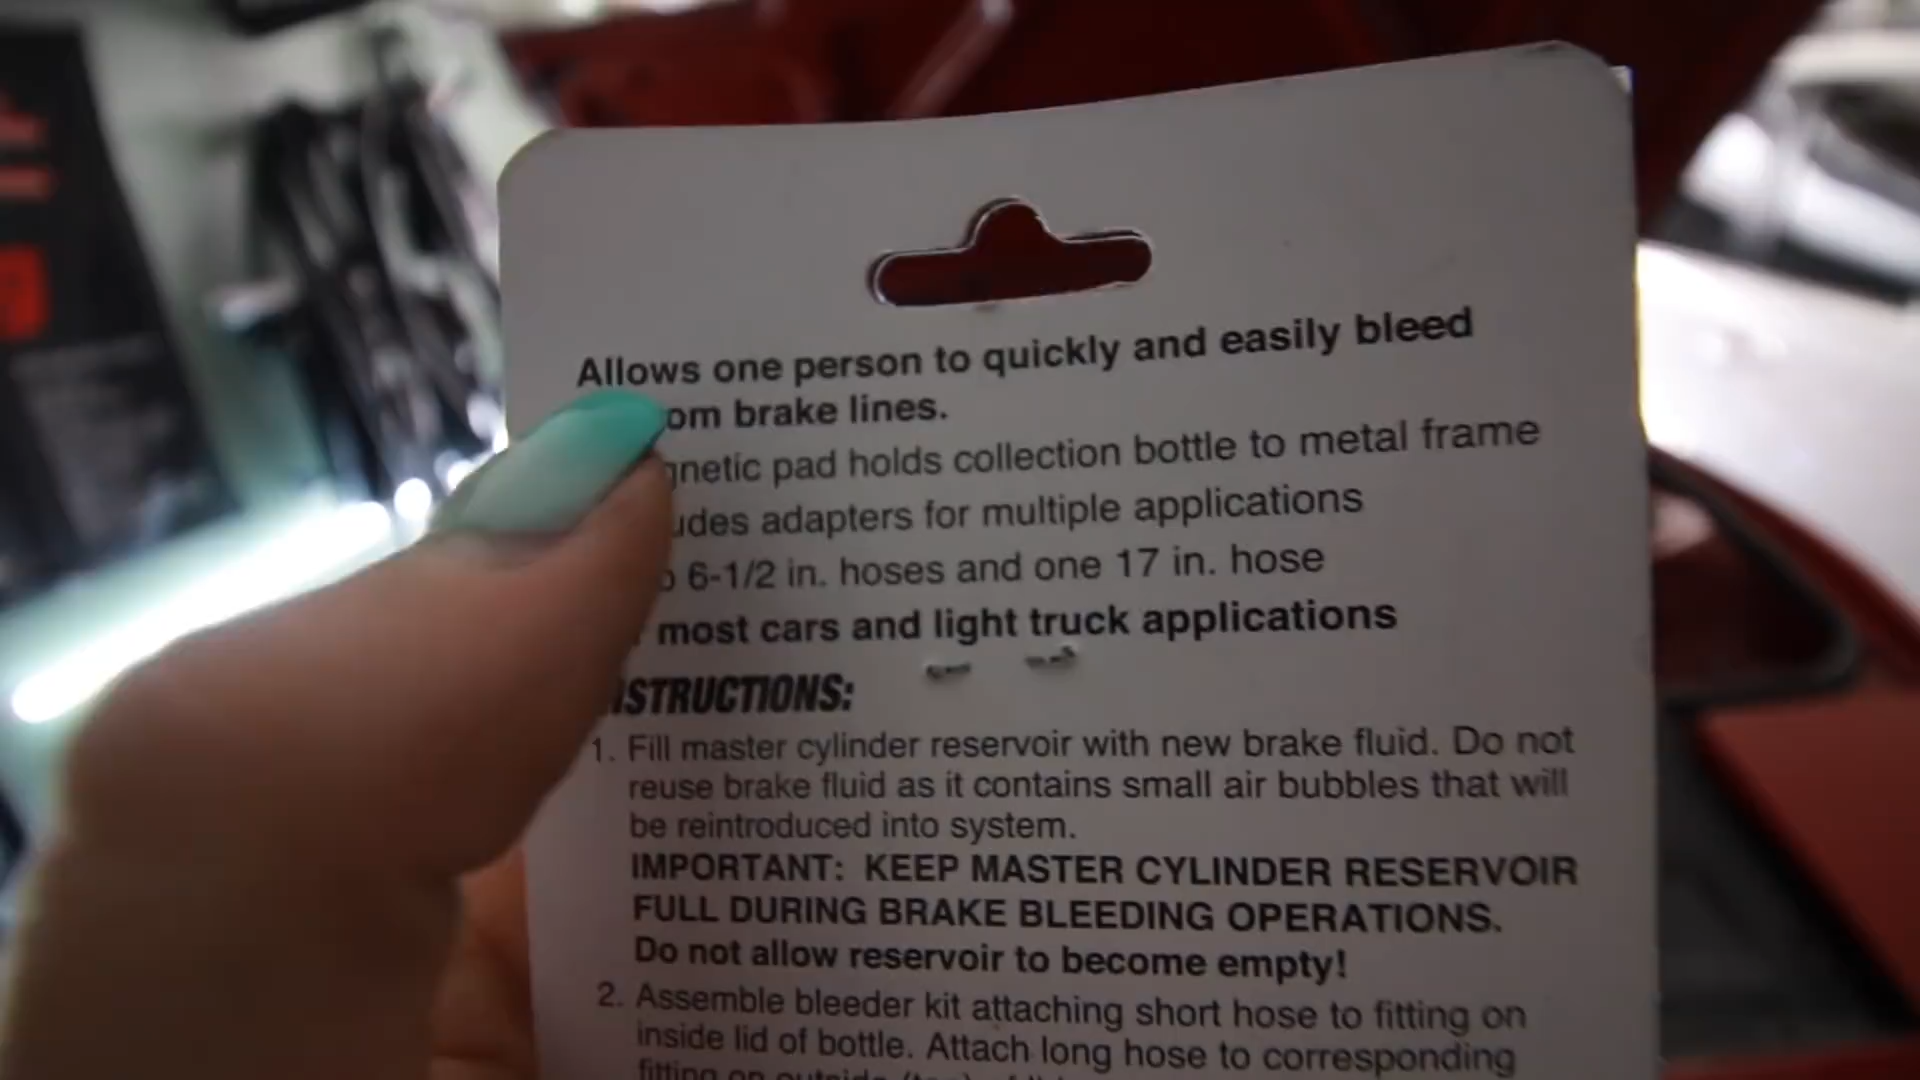 Allows one person to quickly and easily bleed
brake lines.
pad holds collection bottle to metal frame
adapters for multiple applications
6-1/2 in. hoses and one 17 in. hose
most cars and light truck applications
INSTRUCTIONS:
1. Fill master cylinder reservoir with new brake fluid. Do not
reuse brake fluid as it contains small air bubbles that will
be reintroduced into system.
IMPORTANT: KEEP MASTER CYLINDER RESERVOIR
FULL DURING BRAKE BLEEDING OPERATIONS.
Do not allow reservoir to become empty!
2. Assemble bleeder kit attaching short hose to fitting on
inside lid of bottle. Attach long hose to corresponding
fitting on outside